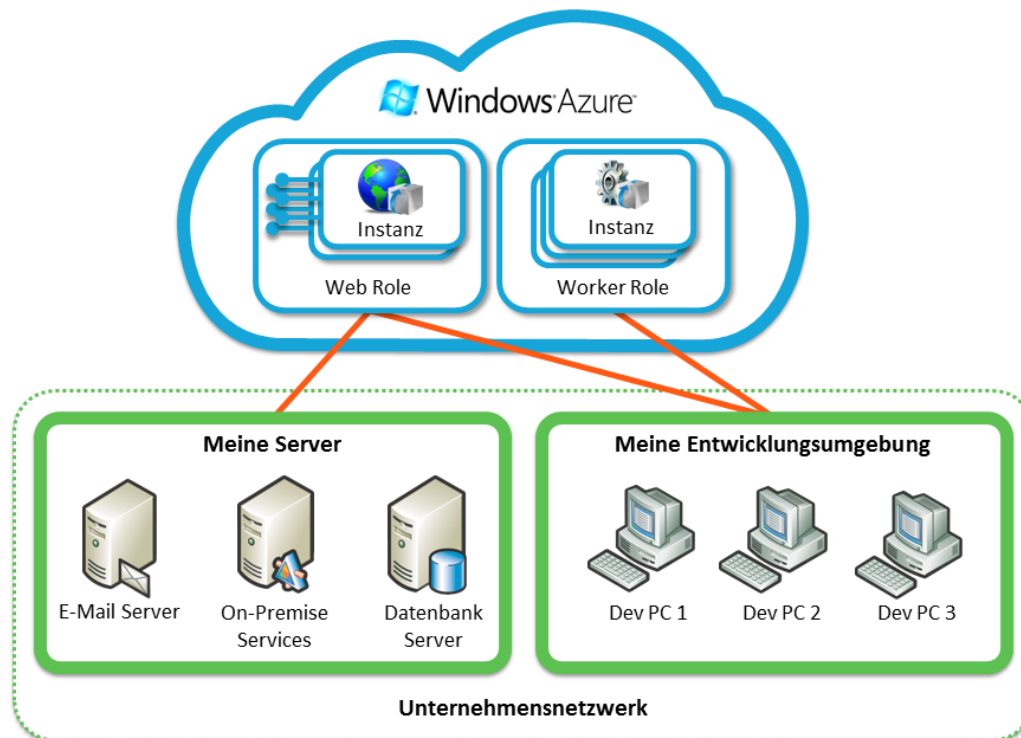 Windows Azure™
Instanz
Instanz
Web Role
Worker Role
Meine Server
Meine Entwicklungsumgebung
E-Mail Server
On-Premise
Services
Datenbank
Server
Dev PC 1
Dev PC 2
Dev PC 3
Unternehmensnetzwerk